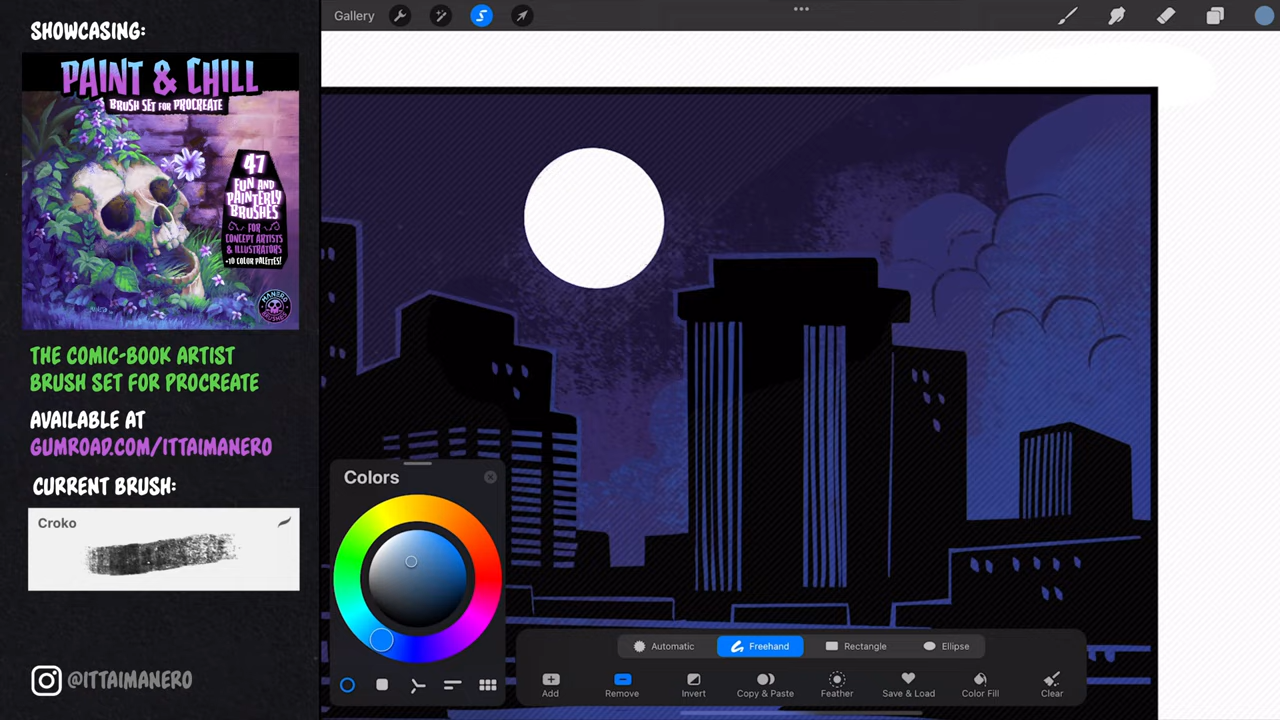 SHOWCASING:
PAINT & CHILL
BRUSH SET FOR PROCREATE
47
FUN AND
PAINTERLY
BRUSHES
FOR
CONCEPT ARTISTS
& ILLUSTRATORS
+10 COLOR PALETTES!
MANERO
BRUSHES
THE COMIC-BOOK ARTIST
BRUSH SET FOR PROCREATE
AVAILABLE AT
GUMROAD.COM/ITTAIMANERO
CURRENT BRUSH:
Croko
@ITTAIMANERO
Gallery
Colors
Automatic
Freehand
Rectangle
Ellipse
Add
Remove
Invert
Copy & Paste
Feather
Save & Load
Color Fill
Clear